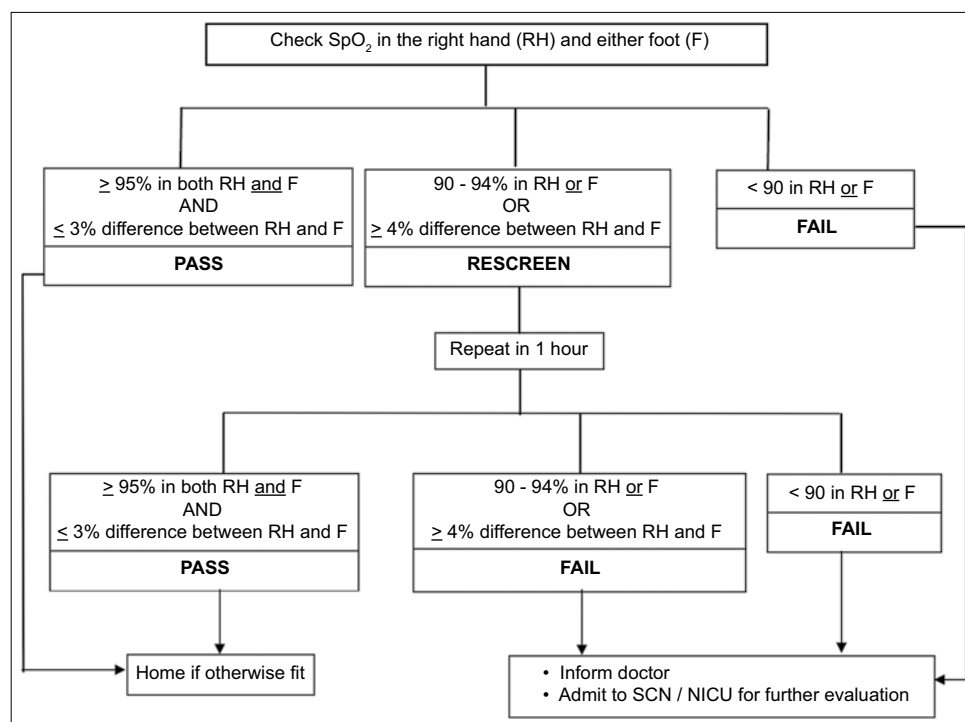 Check SpO₂ in the right hand (RH) and either foot (F)
≥ 95% in both RH and F
AND
≤ 3% difference between RH and F
PASS
90 - 94% in RH or F
OR
≥ 4% difference between RH and F
RESCREEN
< 90 in RH or F
FAIL
Repeat in 1 hour
≥ 95% in both RH and F
AND
≤ 3% difference between RH and F
PASS
90 - 94% in RH or F
OR
≥ 4% difference between RH and F
FAIL
< 90 in RH or F
FAIL
Home if otherwise fit
• Inform doctor
• Admit to SCN / NICU for further evaluation